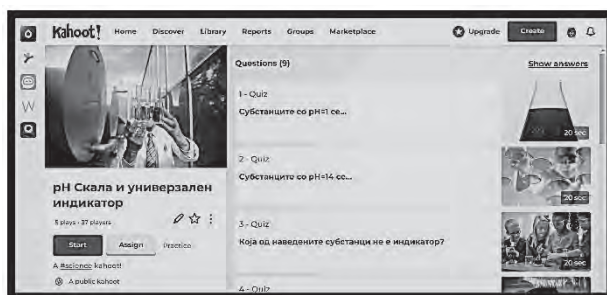 Kahoot!
Home Discover Library Reports Groups Marketplace
Upgrade Create
Questions (9)
Show answers
1 - Quiz
Субстанците со pH=1 се...
20 sec
2 - Quiz
Супстанците со pH=14 се...
20 sec
3 - Quiz
Која од наведените супстанци не е индикатор?
20 sec
4 - Quiz
pH Скала и универзален
индикатор
5 plays · 37 players
Start Assign Practice
A #science kahoot!
A public kahoot
W